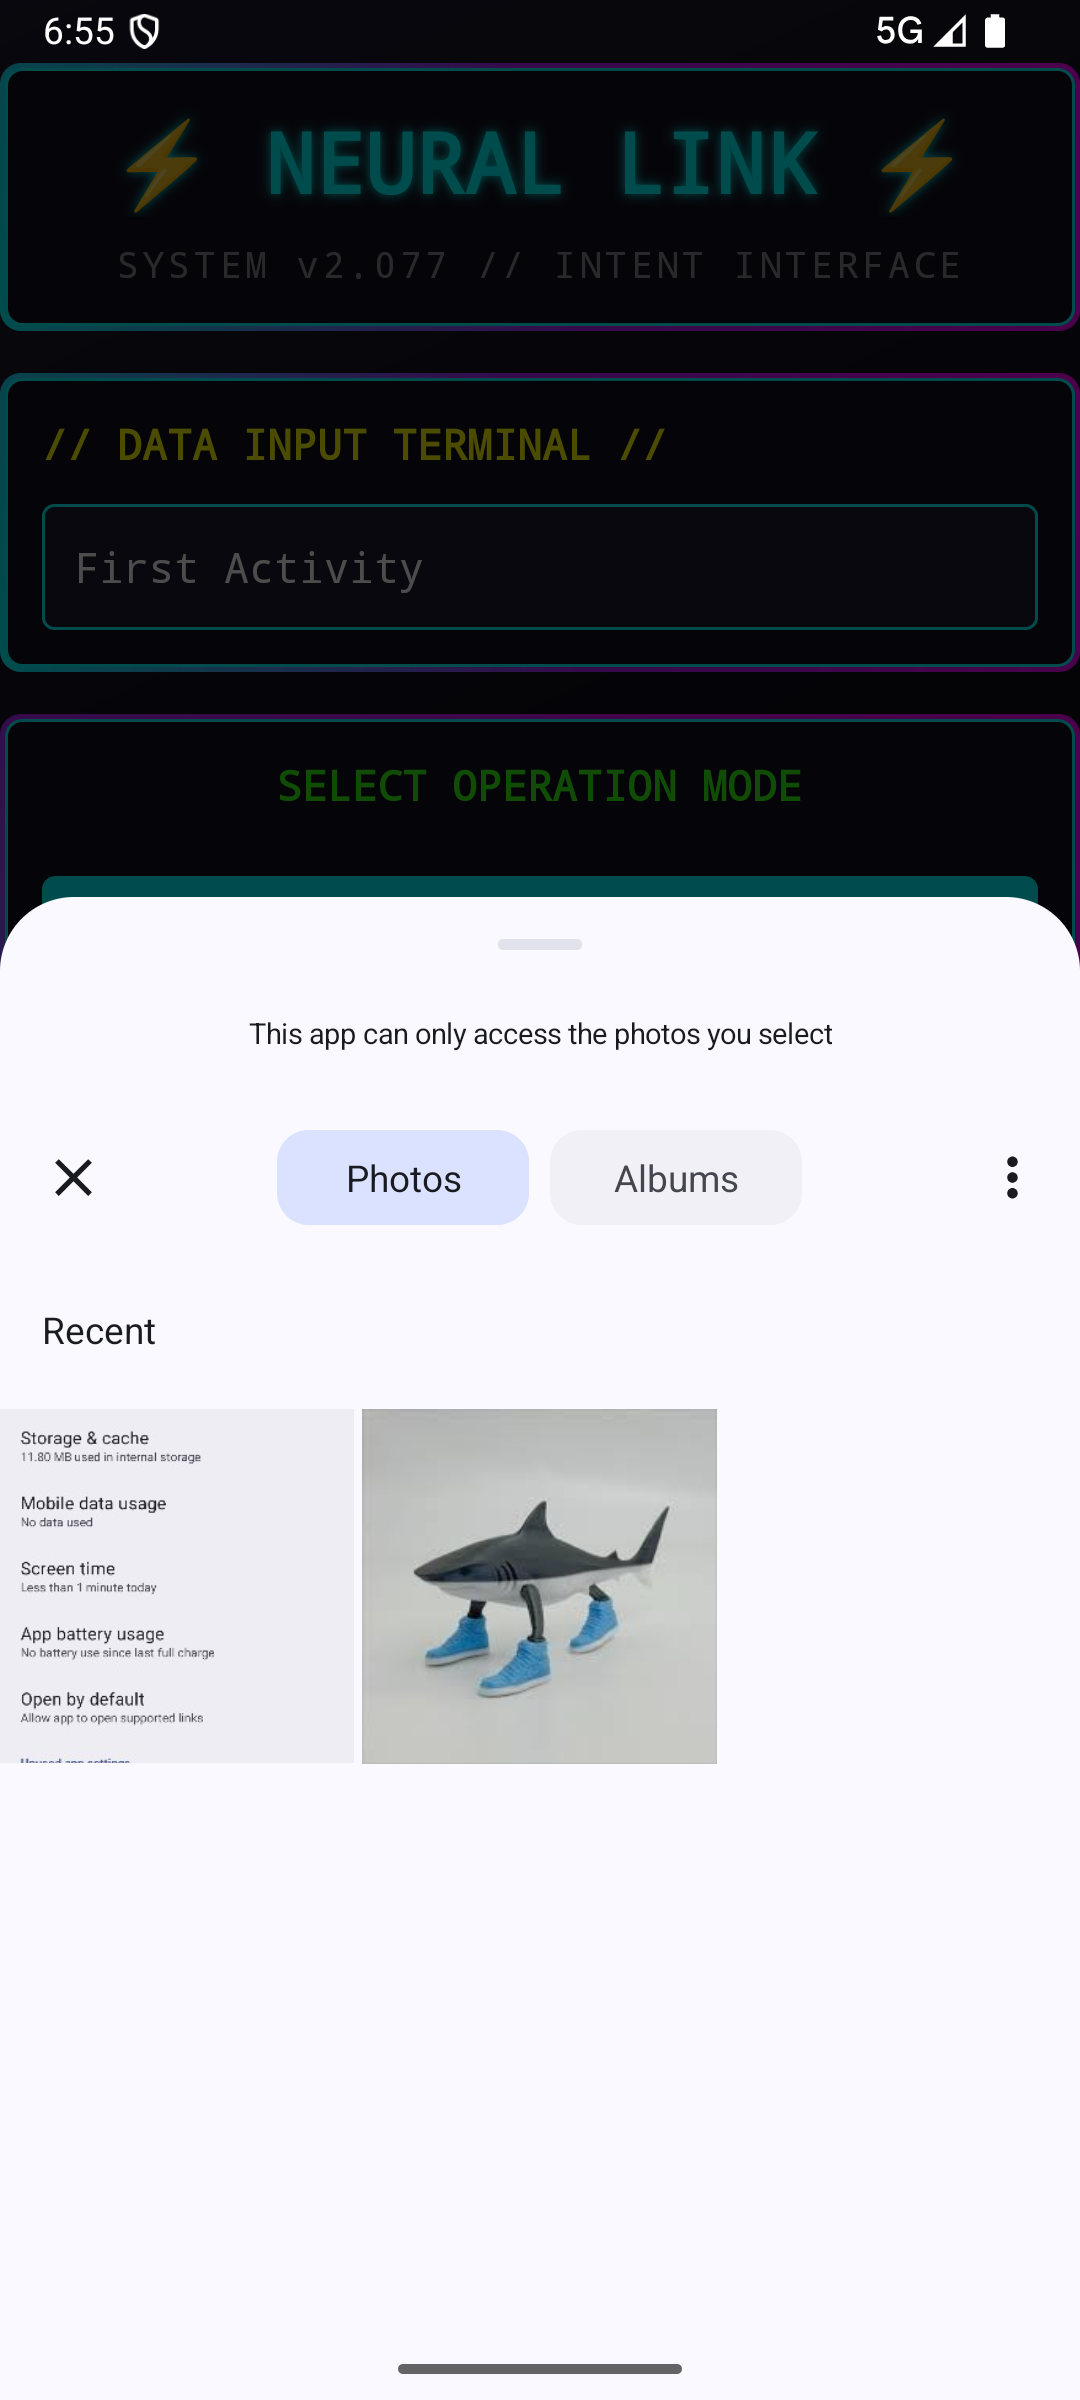 6:55
5G
⚡ NEURAL LINK ⚡
SYSTEM v2.077 // INTENT INTERFACE
// DATA INPUT TERMINAL //
First Activity
SELECT OPERATION MODE
This app can only access the photos you select
Photos
Albums
Recent
Storage & cache
11.80 MB used in internal storage
Mobile data usage
No data used
Screen time
Less than 1 minute today
App battery usage
No battery use since last full charge
Open by default
Allow app to open supported links
Unused app settings